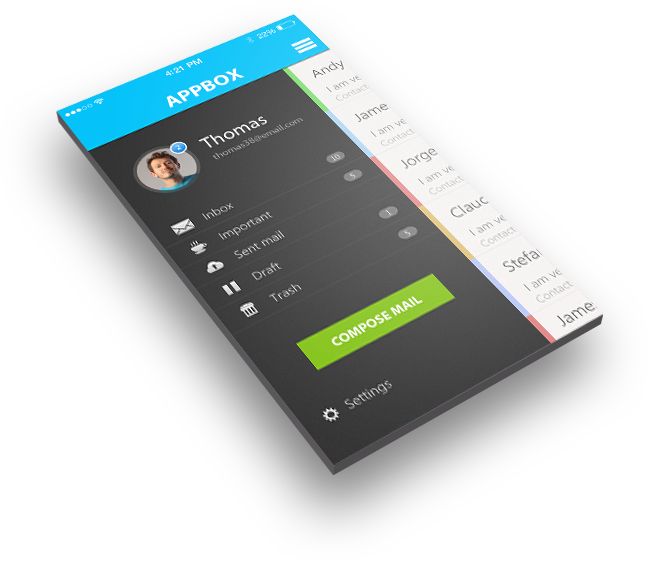 4:21 PM
22%
APPBOX
Thomas
thomas38@email.com
Inbox 10
Important 5
Sent mail
Draft 1
Trash 5
COMPOSE MAIL
Settings
Andy
I am ve
Contact
Jame
I am ve
Contact
Jorge
I am ve
Contact
Clauc
I am ve
Contact
Stefa
I am ve
Contact
Jame